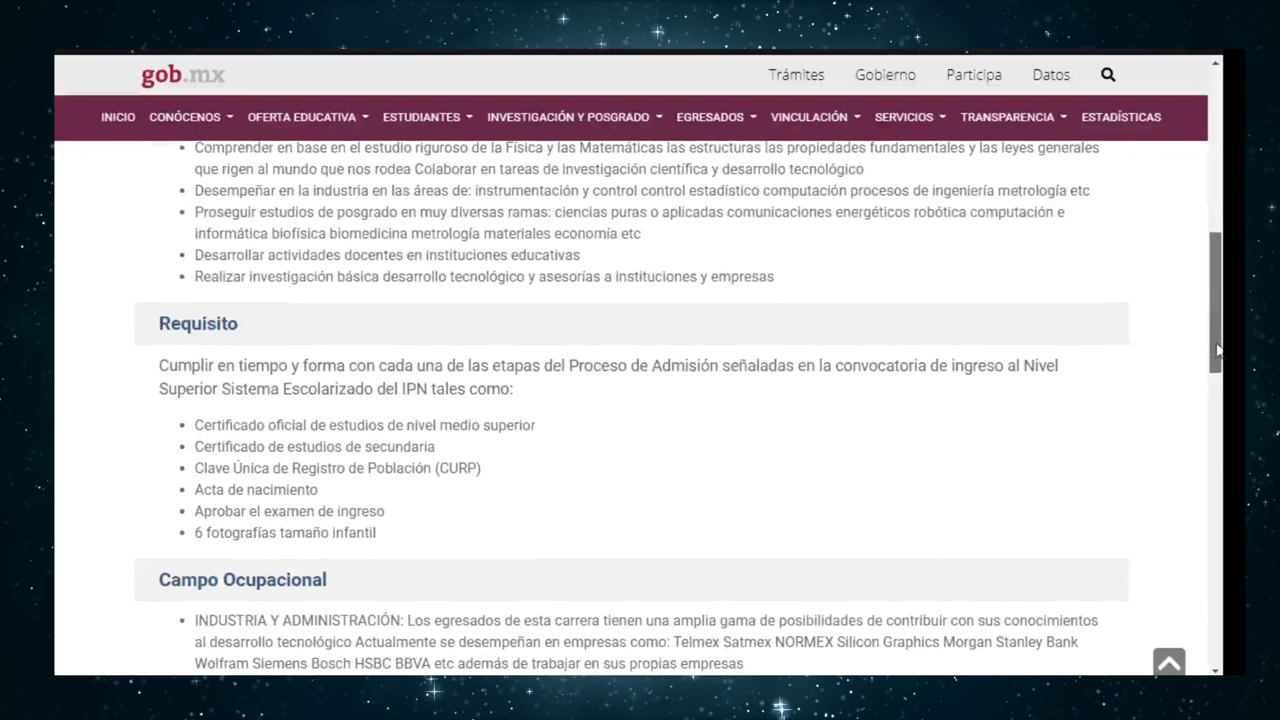 gob.mx
Trámites Gobierno Participa Datos
INICIO CONÓCENOS OFERTA EDUCATIVA ESTUDIANTES INVESTIGACIÓN Y POSGRADO EGRESADOS VINCULACIÓN SERVICIOS TRANSPARENCIA ESTADÍSTICAS
• Comprender en base en el estudio riguroso de la Física y las Matemáticas las estructuras las propiedades fundamentales y las leyes generales
que rigen al mundo que nos rodea Colaborar en tareas de investigación científica y desarrollo tecnológico
• Desempeñar en la industria en las áreas de: instrumentación y control control estadístico computación procesos de ingeniería metrología etc
• Proseguir estudios de posgrado en muy diversas ramas: ciencias puras o aplicadas comunicaciones energéticos robótica computación e
informática biofísica biomedicina metrología materiales economía etc
• Desarrollar actividades docentes en instituciones educativas
• Realizar investigación básica desarrollo tecnológico y asesorías a instituciones y empresas
Requisito
Cumplir en tiempo y forma con cada una de las etapas del Proceso de Admisión señaladas en la convocatoria de ingreso al Nivel
Superior Sistema Escolarizado del IPN tales como:
• Certificado oficial de estudios de nivel medio superior
• Certificado de estudios de secundaria
• Clave Única de Registro de Población (CURP)
• Acta de nacimiento
• Aprobar el examen de ingreso
• 6 fotografías tamaño infantil
Campo Ocupacional
• INDUSTRIA Y ADMINISTRACIÓN: Los egresados de esta carrera tienen una amplia gama de posibilidades de contribuir con sus conocimientos
al desarrollo tecnológico Actualmente se desempeñan en empresas como: Telmex Satmex NORMEX Silicon Graphics Morgan Stanley Bank
Wolfram Siemens Bosch HSBC BBVA etc además de trabajar en sus propias empresas